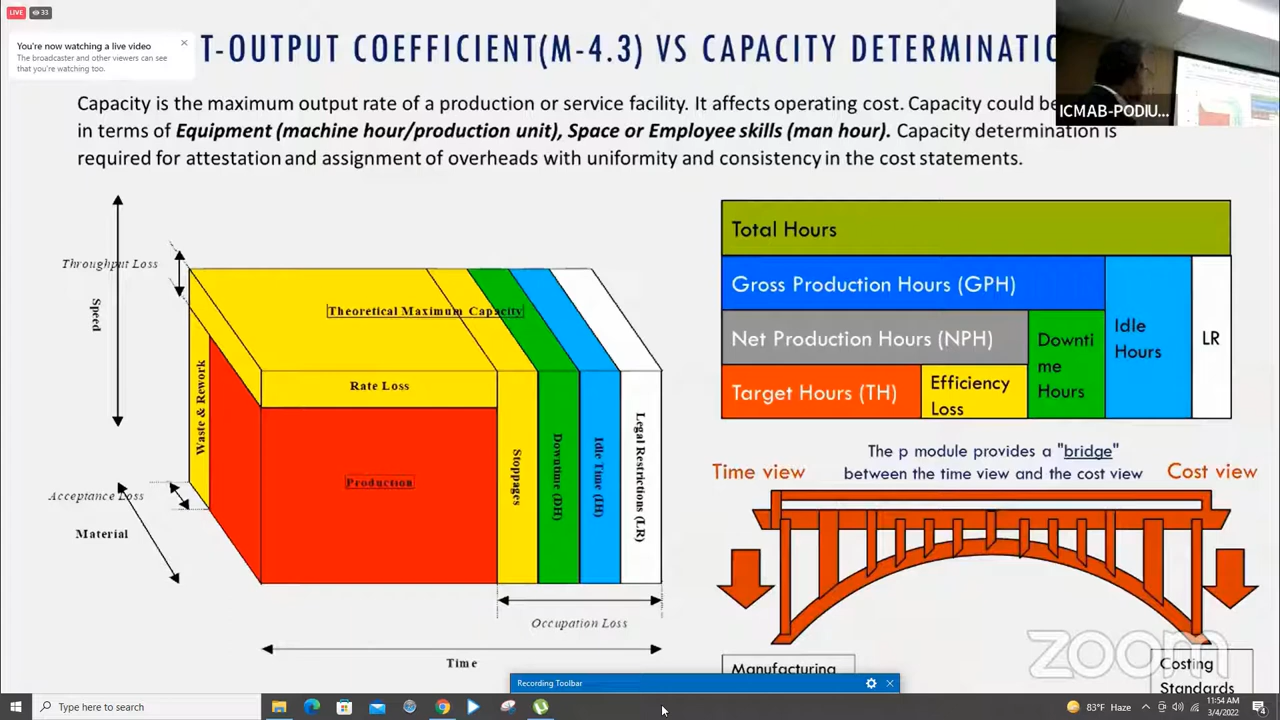 LIVE
33
You're now watching a live video
The broadcaster and other viewers can see
that you're watching too.
T-OUTPUT COEFFICIENT(M-4.3) VS CAPACITY DETERMINATIO
ICMAB-PODIU...
Capacity is the maximum output rate of a production or service facility. It affects operating cost. Capacity could be
in terms of Equipment (machine hour/production unit), Space or Employee skills (man hour). Capacity determination is
required for attestation and assignment of overheads with uniformity and consistency in the cost statements.
Throughput Loss
Speed
Theoretical Maximum Capacity
Rate Loss
Waste & Rework
Production
Stoppages
Downtime (DH)
Idle Time (IH)
Legal Restrictions (LR)
Acceptance Loss
Material
Occupation Loss
Time
Total Hours
Gross Production Hours (GPH)
Net Production Hours (NPH)
Target Hours (TH)
Efficiency
Loss
Downti
me
Hours
Idle
Hours
LR
The p module provides a "bridge"
between the time view and the cost view
Time view
Cost view
Manufacturing
Costing
Standards
zoom
Recording Toolbar
Type here to search
83°F Haze
11:54 AM
3/4/2022
4